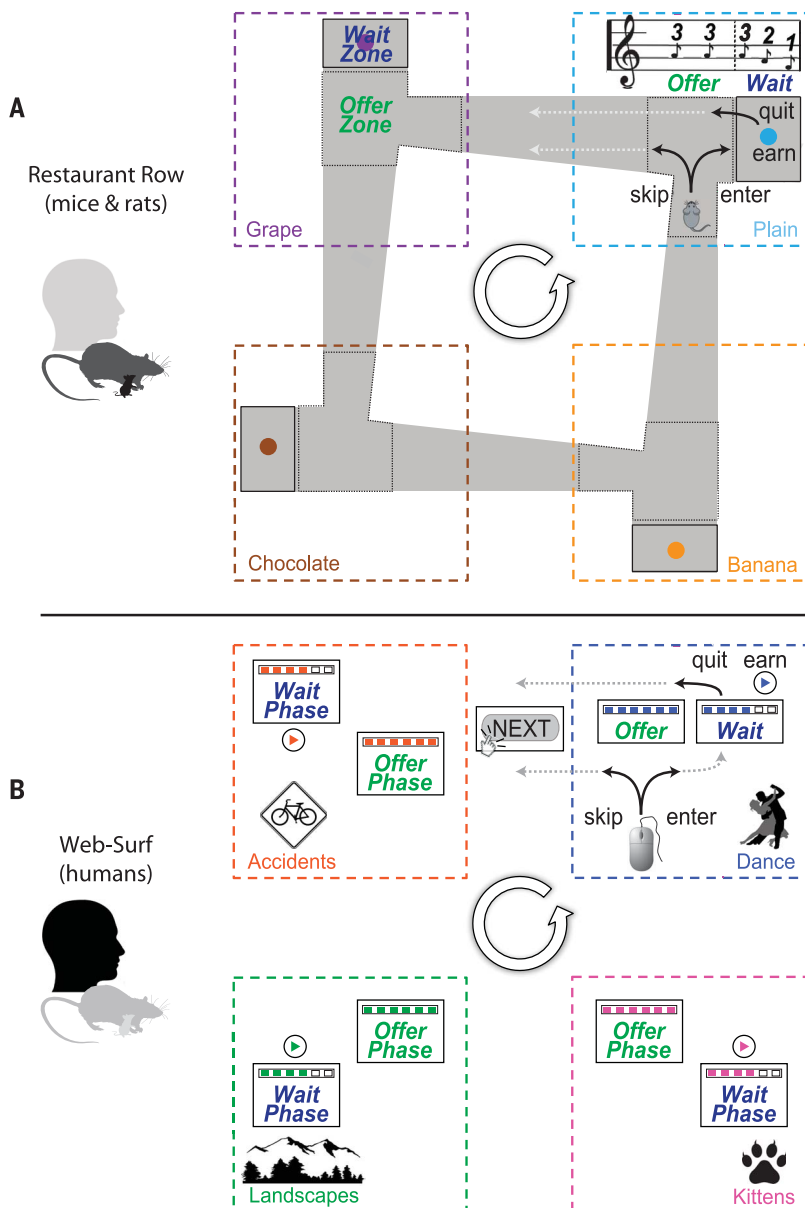 A
Restaurant Row
(mice & rats)
Wait
Zone
Offer
Zone
Grape
3 3 3 2 1
Offer Wait
quit
earn
skip enter
Plain
Chocolate
Banana
B
Web-Surf
(humans)
Wait
Phase
Offer
Phase
Accidents
NEXT
quit earn
Offer Wait
skip enter
Dance
Offer
Phase
Wait
Phase
Landscapes
Offer
Phase
Wait
Phase
Kittens